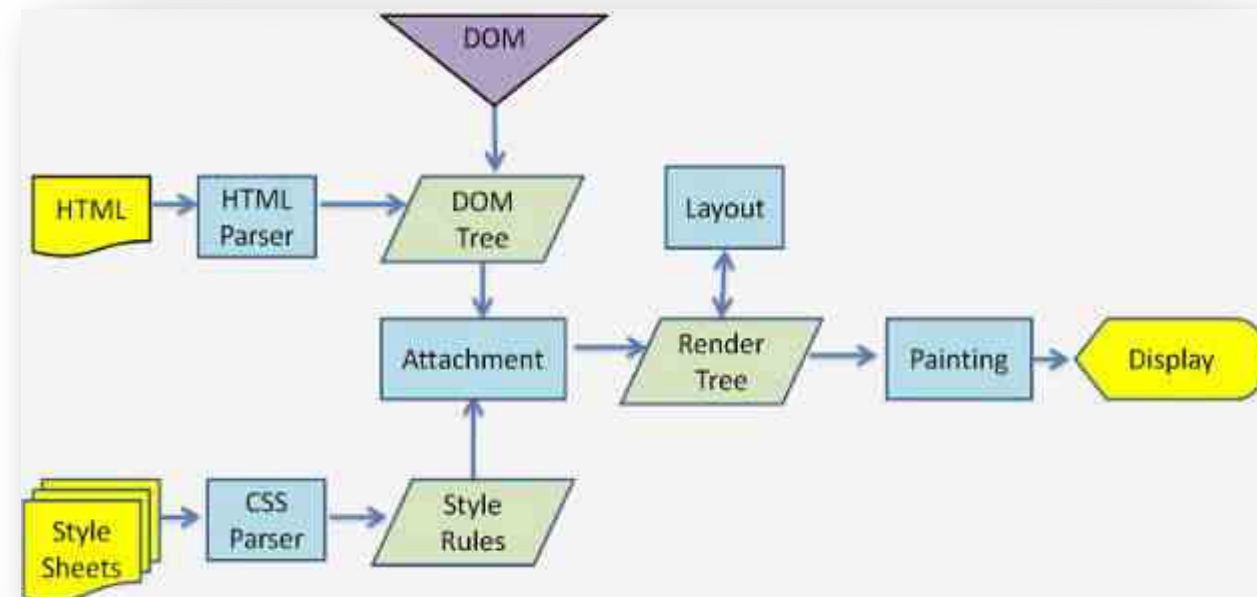 DOM
HTML
HTML
Parser
DOM
Tree
Layout
Attachment
Render
Tree
Painting
Display
Style
Sheets
CSS
Parser
Style
Rules